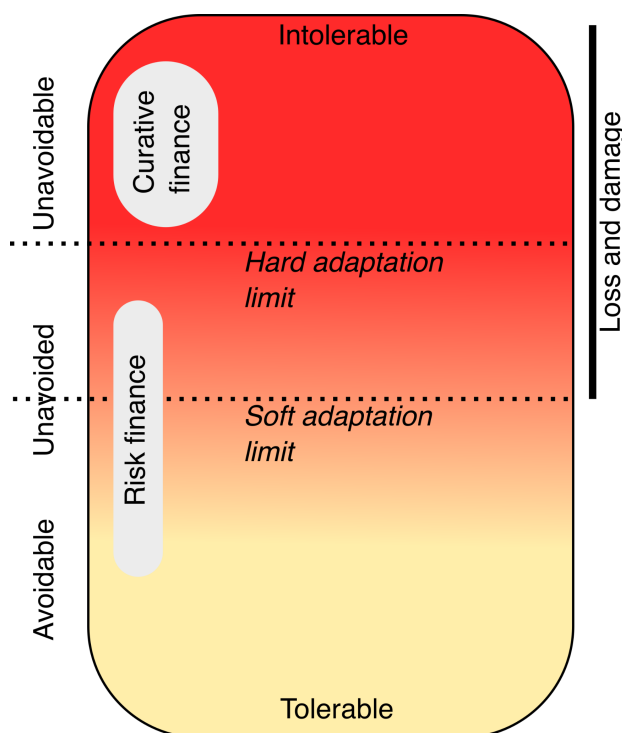 Intolerable
Unavoidable
Curative
finance
Loss and damage
Hard adaptation
limit
Unavoided
Risk finance
Soft adaptation
limit
Avoidable
Tolerable